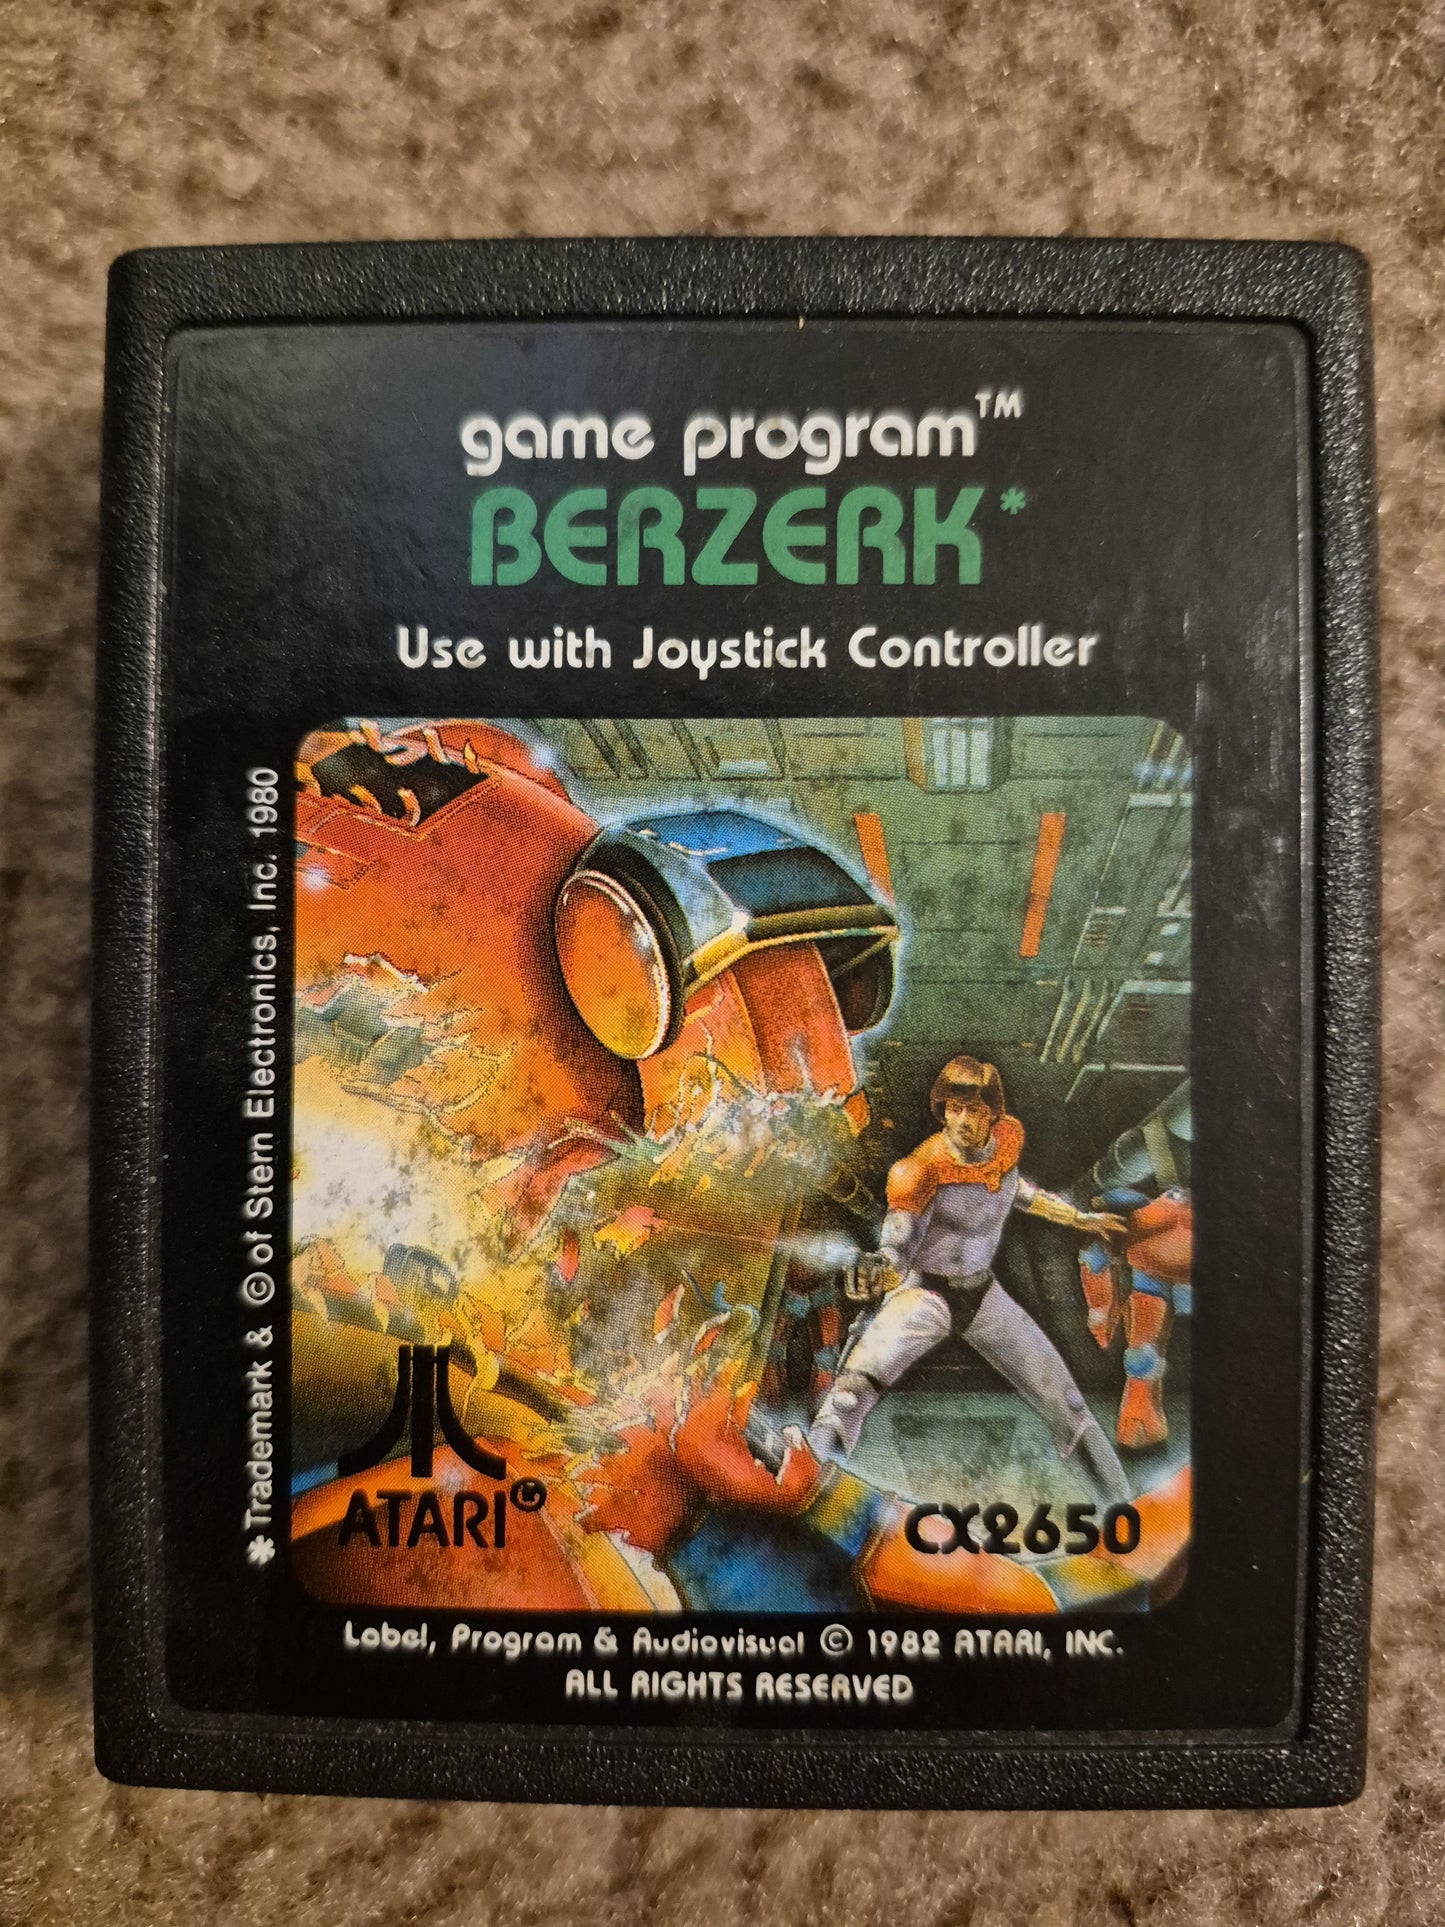 game program™
BERZERK*
Use with Joystick Controller
*Trademark & © of Stern Electronics, Inc. 1980
ATARI®
CX2650
Label, Program & Audiovisual © 1982 ATARI, INC.
ALL RIGHTS RESERVED